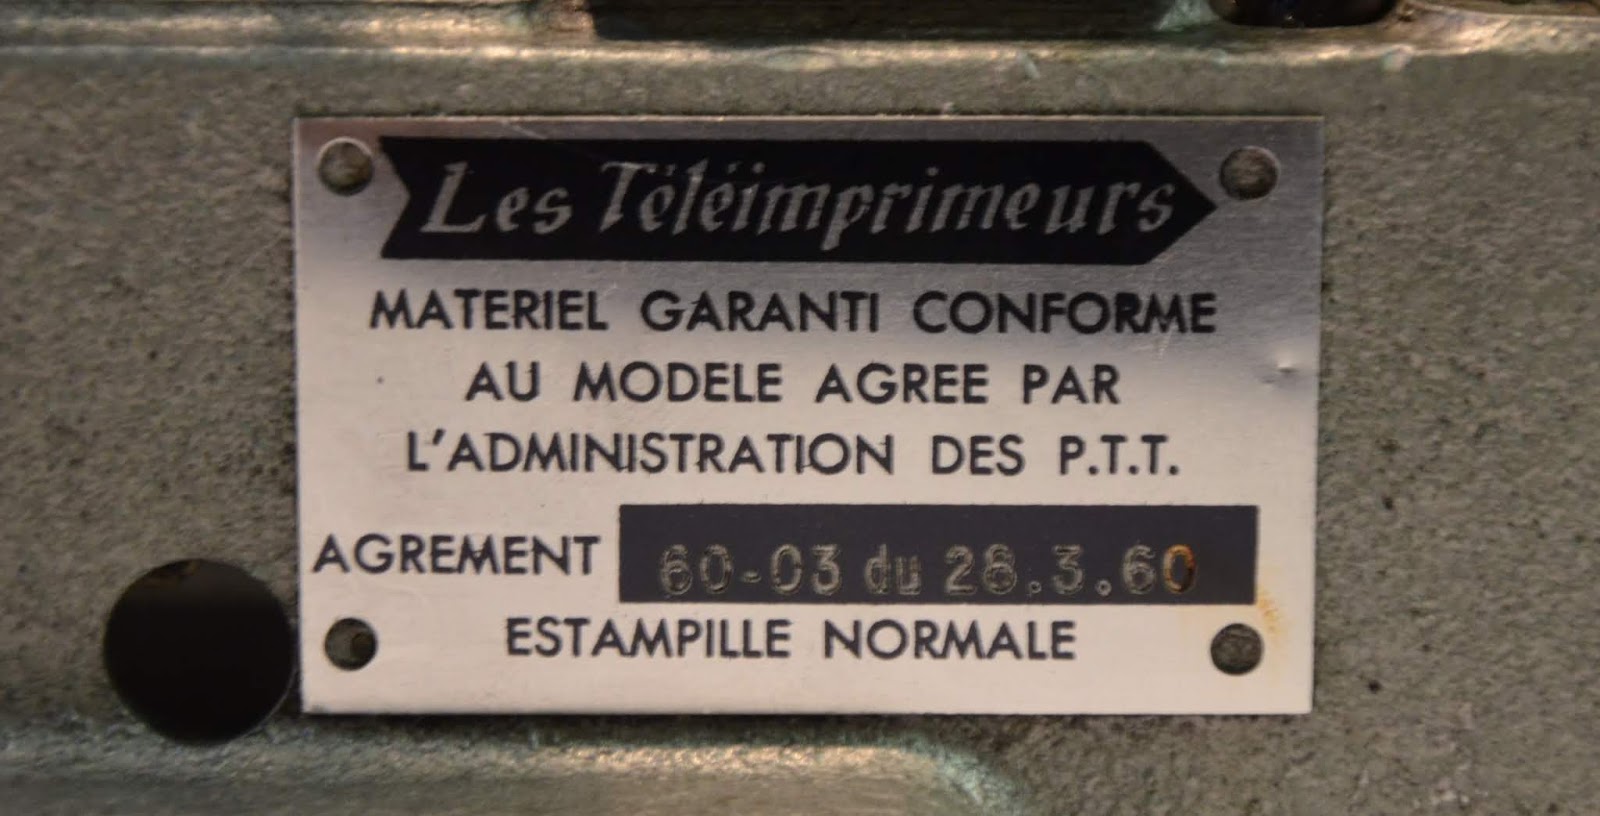 Les Téléimprimeurs
MATERIEL GARANTI CONFORME
AU MODELE AGREE PAR
L'ADMINISTRATION DES P.T.T.
AGREMENT 60-03 du 28.3.60
ESTAMPILLE NORMALE